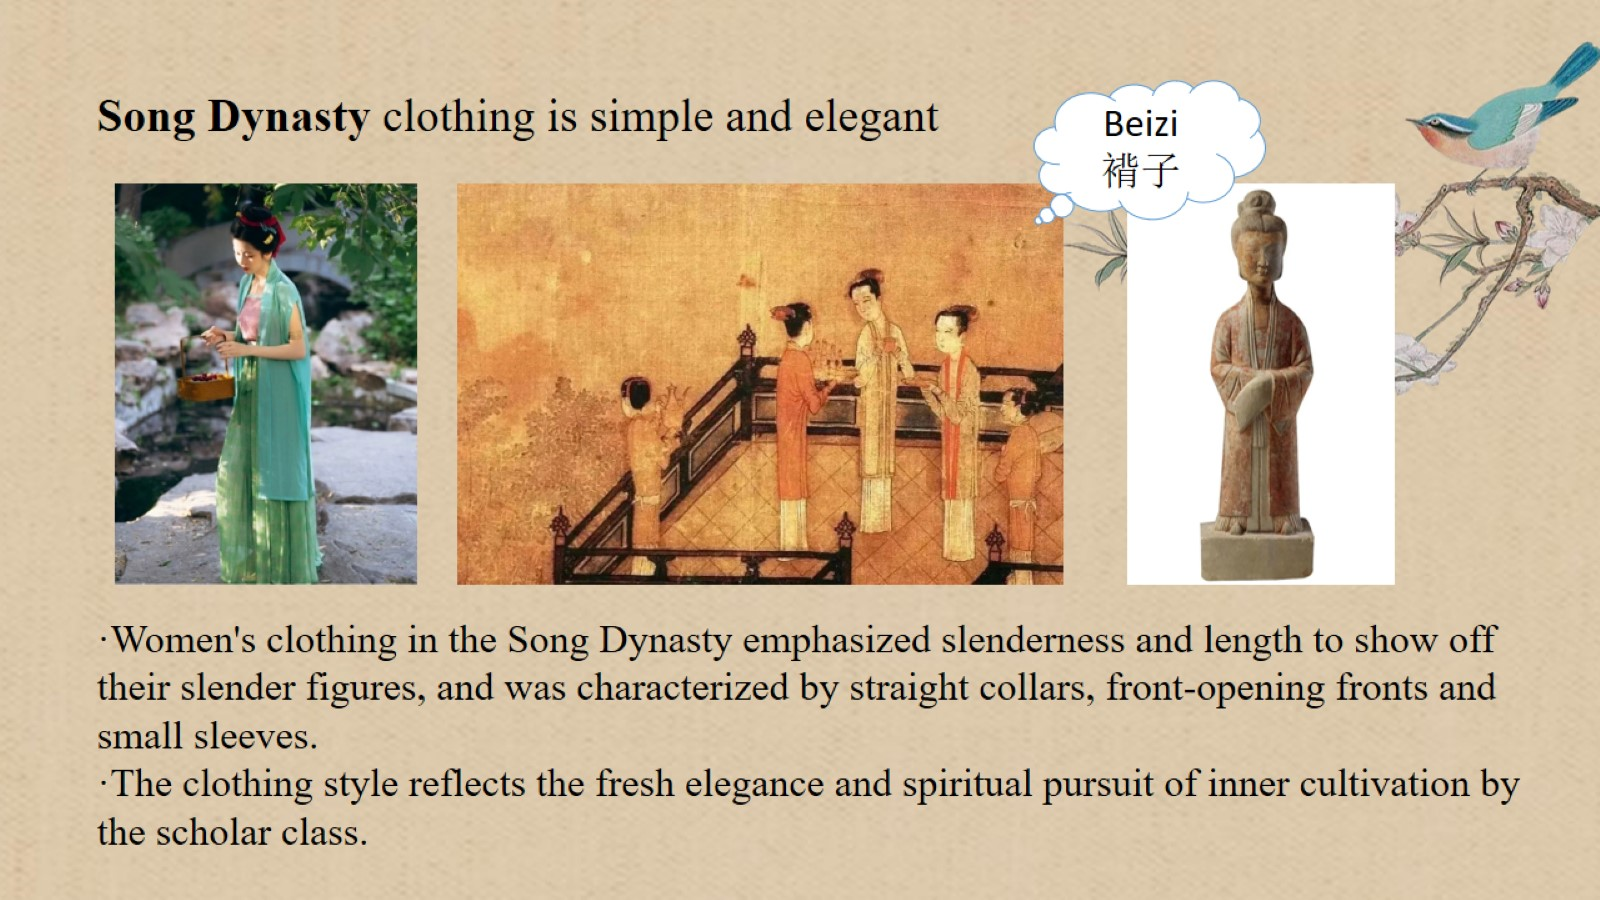 Song Dynasty clothing is simple and elegant
Beizi
褙子
·Women's clothing in the Song Dynasty emphasized slenderness and length to show off
their slender figures, and was characterized by straight collars, front-opening fronts and
small sleeves.
·The clothing style reflects the fresh elegance and spiritual pursuit of inner cultivation by
the scholar class.